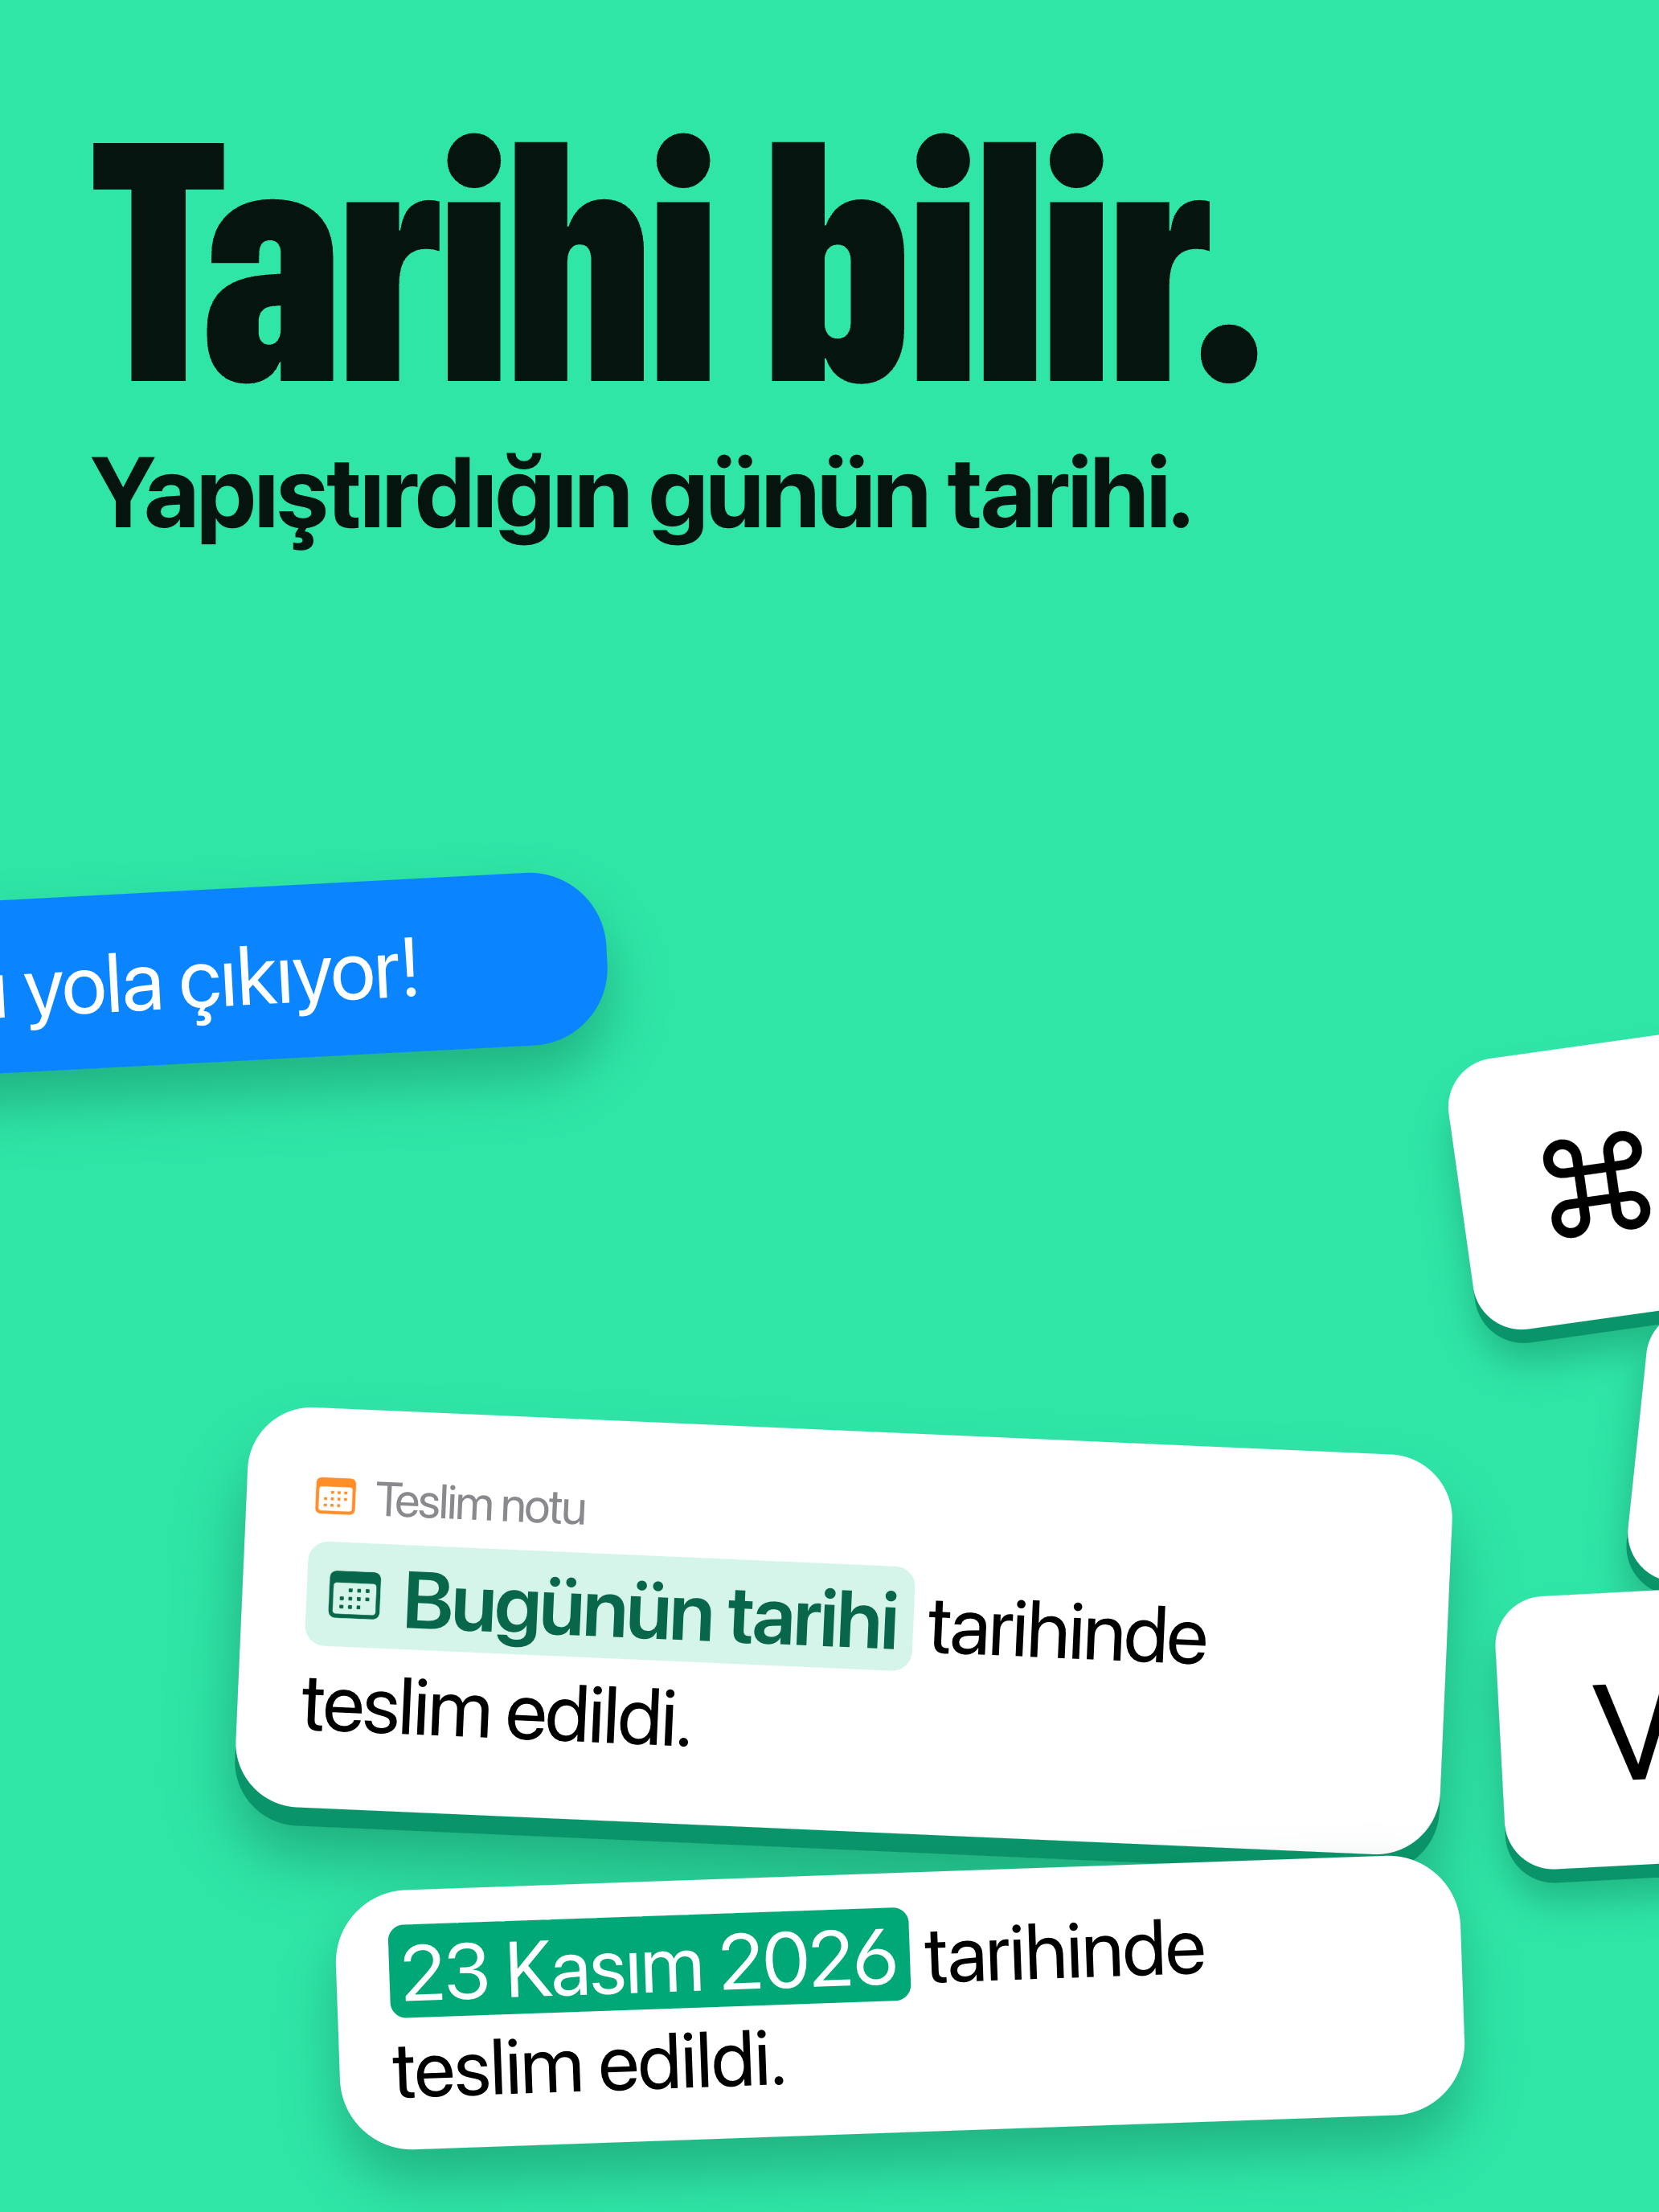 Tarihi bilir.
Yapıştırdığın günün tarihi.
yola çıkıyor!
⌘
Teslim notu
Bugünün tarihi tarihinde
teslim edildi.
V
23 Kasım 2026 tarihinde
teslim edildi.